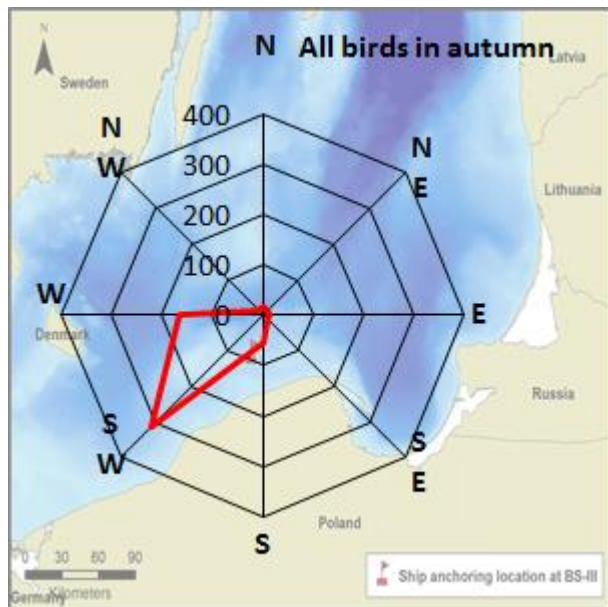 N
N All birds in autumn
Latvia
Sweden
400
N
W
300
N
E
Lithuania
200
100
W
0
E
Denmark
Russia
S
W
S
E
S
Poland
0 30 60 90
Kilometers
Germany
Ship anchoring location at BS-III